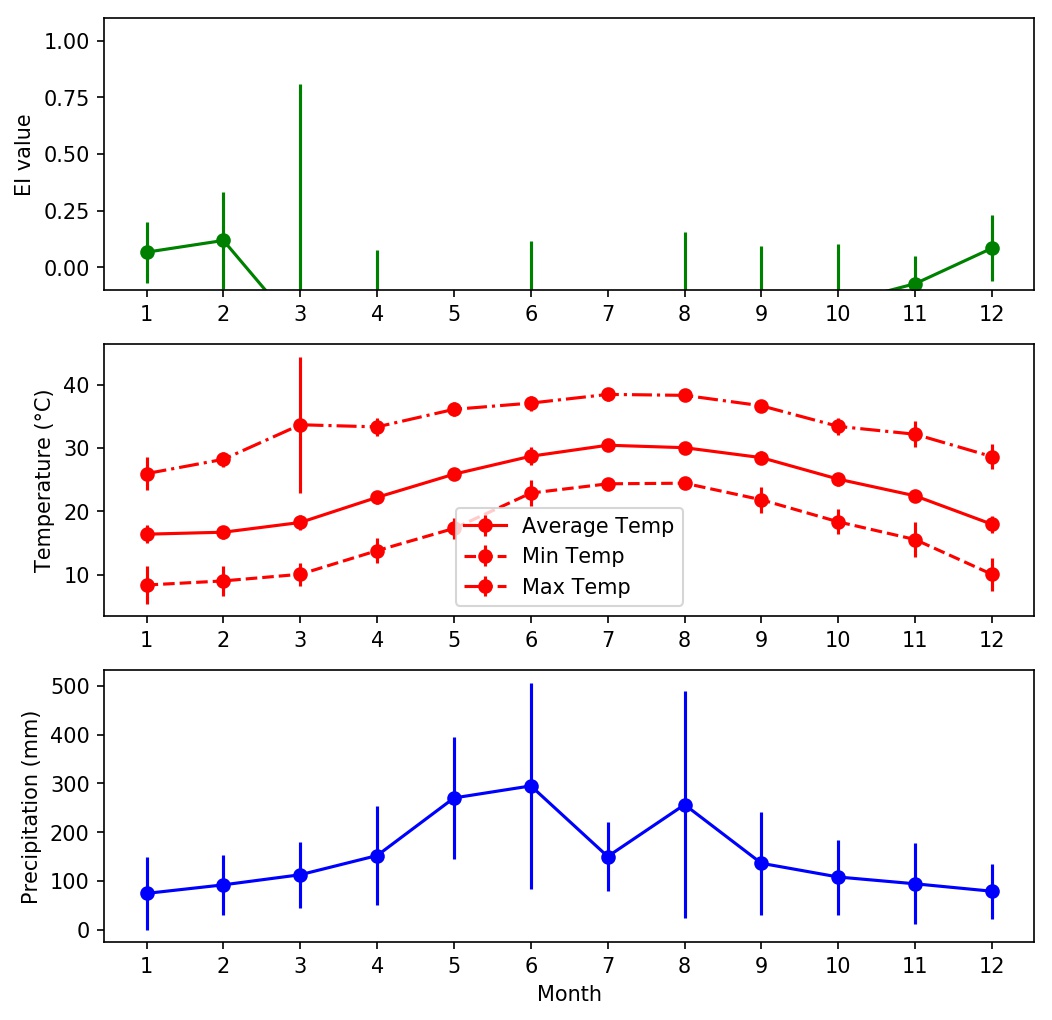 EI value
1.00
0.75
0.50
0.25
0.00
1 2 3 4 5 6 7 8 9 10 11 12
Temperature (°C)
40
30
20
10
Average Temp
Min Temp
Max Temp
1 2 3 4 5 6 7 8 9 10 11 12
Precipitation (mm)
500
400
300
200
100
0
1 2 3 4 5 6 7 8 9 10 11 12
Month